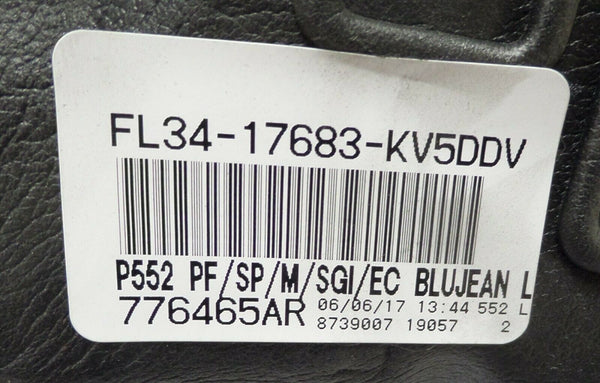 FL34-17683-KV5DDV
P552 PF/SP/M/SGI/EC BLUJEAN L
776465AR 06/06/17 13:44 552 L
8739007 19057 2